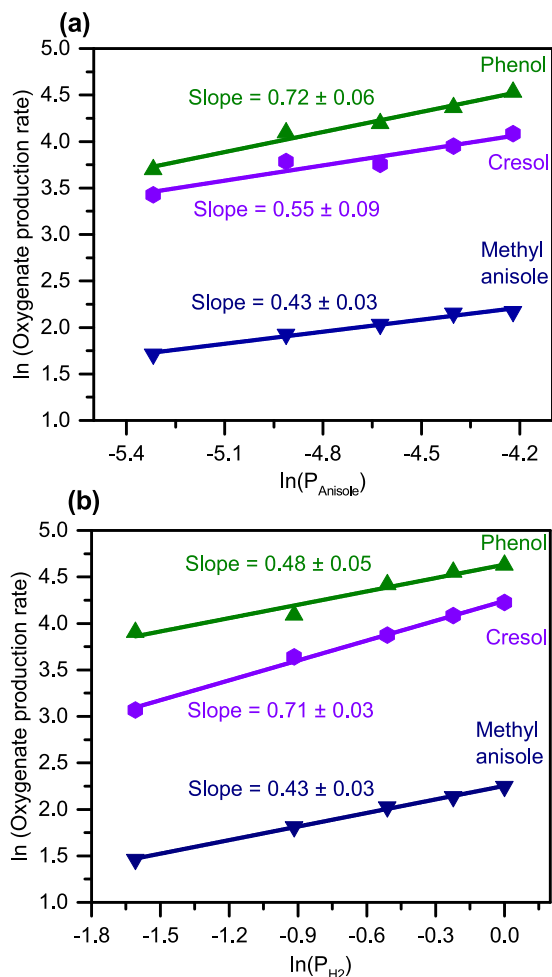 (a)
5.0
4.5
4.0
3.5
3.0
2.5
2.0
1.5
1.0
ln (Oxygenate production rate)
Phenol
Slope = 0.72 ± 0.06
Cresol
Slope = 0.55 ± 0.09
Methyl
anisole
Slope = 0.43 ± 0.03
-5.4 -5.1 -4.8 -4.5 -4.2
ln(P_Anisole)
(b)
5.0
4.5
4.0
3.5
3.0
2.5
2.0
1.5
1.0
ln (Oxygenate production rate)
Phenol
Slope = 0.48 ± 0.05
Cresol
Slope = 0.71 ± 0.03
Methyl
anisole
Slope = 0.43 ± 0.03
-1.8 -1.5 -1.2 -0.9 -0.6 -0.3 0.0
ln(P_H2)